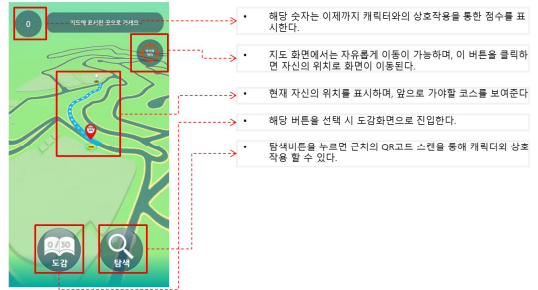 0
지도에 표시된 곳으로 가세요
0 / 30
도감
탐색
• 해당 숫자는 이제까지 캐릭터와의 상호작용을 통한 점수를 표
시한다.
• 지도 화면에서는 자유롭게 이동이 가능하며, 이 버튼을 클릭하
면 자신의 위치로 화면이 이동된다.
• 현재 자신의 위치를 표시하며, 앞으로 가야할 코스를 보여준다
• 해당 버튼을 선택 시 도감화면으로 진입한다.
• 탐색버튼을 누르면 근처의 QR코드 스캔을 통해 캐릭터와 상호
작용 할 수 있다.